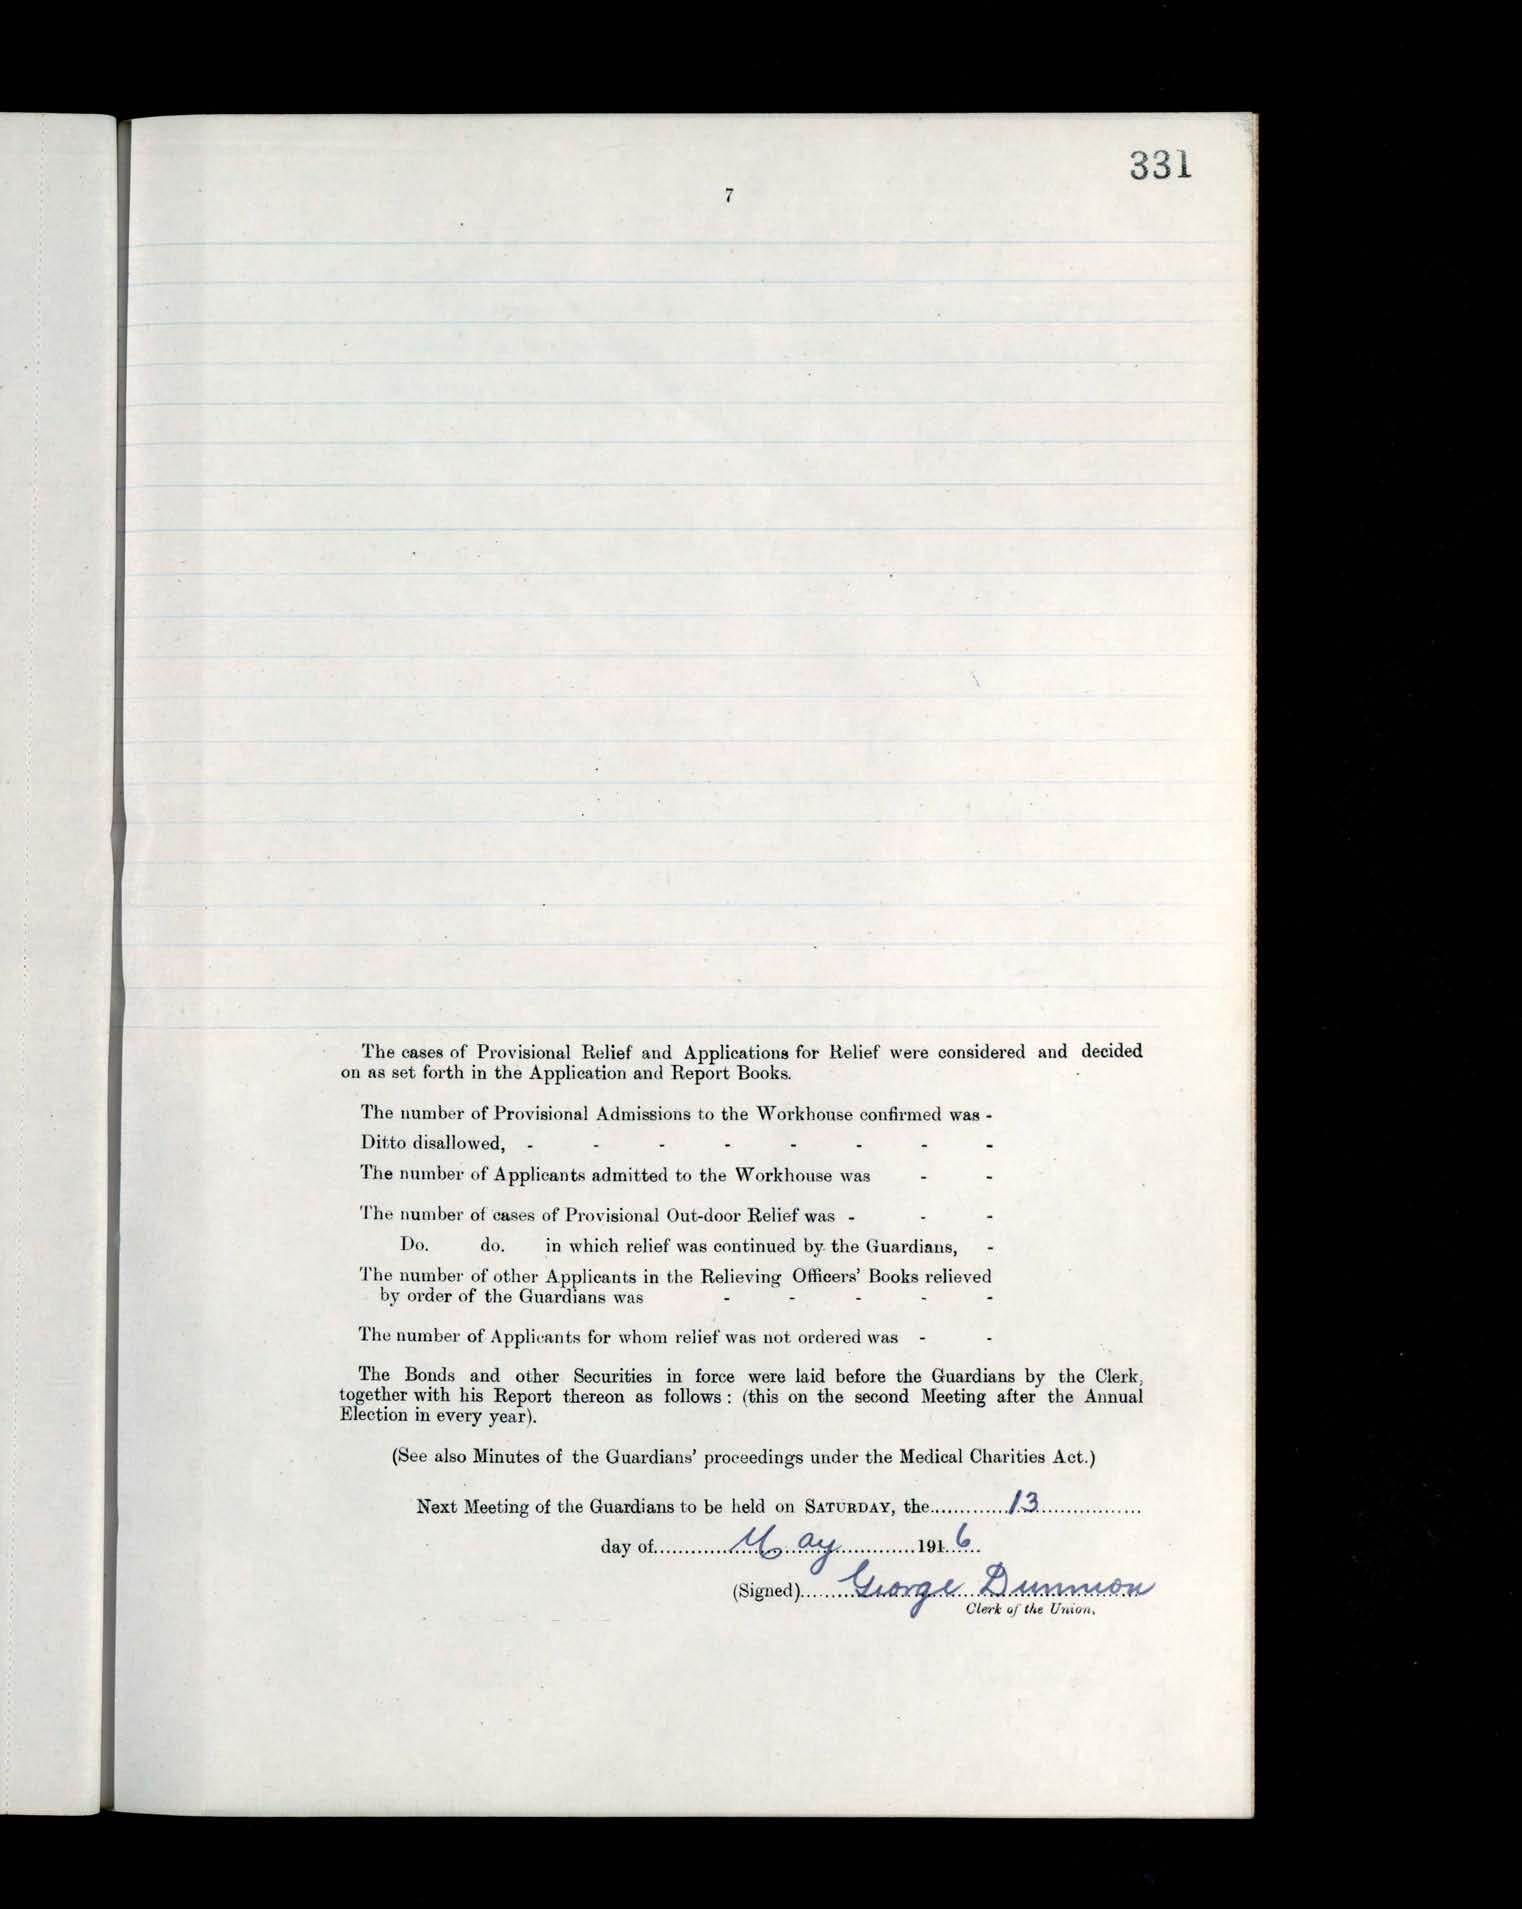 331
7
The cases of Provisional Relief and Applications for Relief were considered and decided
on as set forth in the Application and Report Books.
The number of Provisional Admissions to the Workhouse confirmed was -
Ditto disallowed, - - - - - - - -
The number of Applicants admitted to the Workhouse was - -
The number of cases of Provisional Out-door Relief was - - -
Do. do. in which relief was continued by the Guardians, -
The number of other Applicants in the Relieving Officers' Books relieved
by order of the Guardians was - - - - -
The number of Applicants for whom relief was not ordered was - -
The Bonds and other Securities in force were laid before the Guardians by the Clerk,
together with his Report thereon as follows : (this on the second Meeting after the Annual
Election in every year).
(See also Minutes of the Guardians' proceedings under the Medical Charities Act.)
Next Meeting of the Guardians to be held on SATURDAY, the 13
day of May 1916
(Signed) George Dunnion
Clerk of the Union.